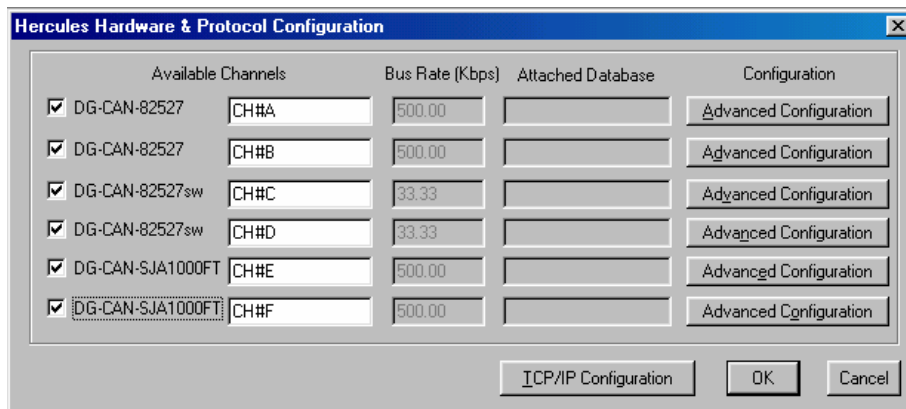 Hercules Hardware & Protocol Configuration
Available Channels Bus Rate (Kbps) Attached Database Configuration
DG-CAN-82527 CH#A 500.00 Advanced Configuration
DG-CAN-82527 CH#B 500.00 Advanced Configuration
DG-CAN-82527sw CH#C 33.33 Advanced Configuration
DG-CAN-82527sw CH#D 33.33 Advanced Configuration
DG-CAN-SJA1000FT CH#E 500.00 Advanced Configuration
DG-CAN-SJA1000FT CH#F 500.00 Advanced Configuration
TCP/IP Configuration OK Cancel